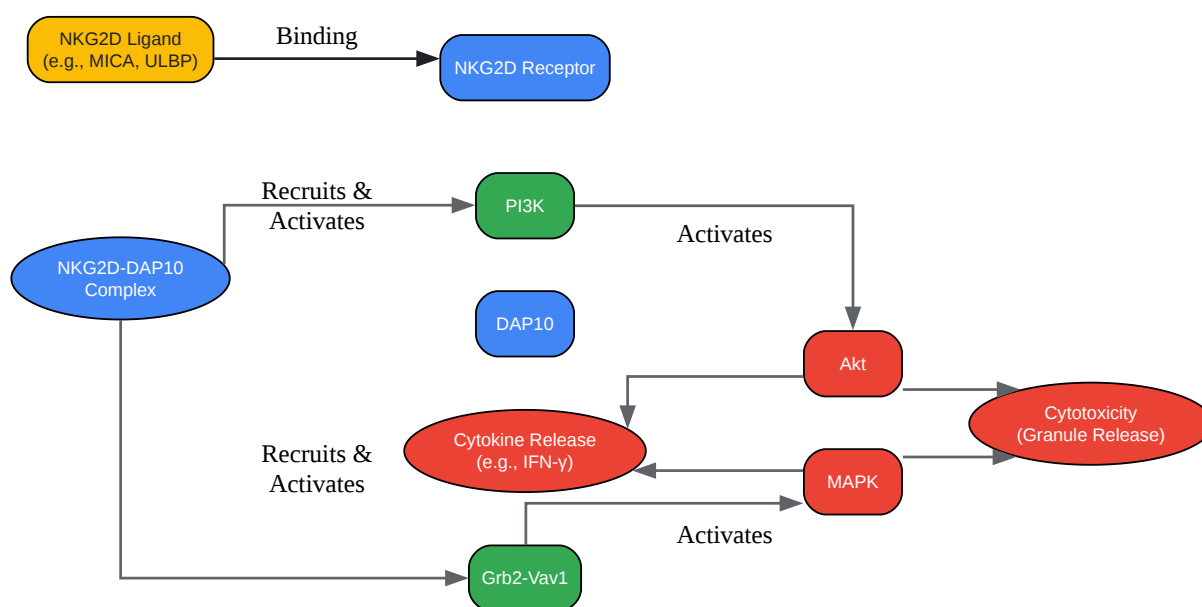 NKG2D Ligand
(e.g., MICA, ULBP)
Binding
NKG2D Receptor
Recruits &
Activates
PI3K
Activates
NKG2D-DAP10
Complex
DAP10
Akt
Cytokine Release
(e.g., IFN-γ)
Cytotoxicity
(Granule Release)
Recruits &
Activates
MAPK
Activates
Grb2-Vav1